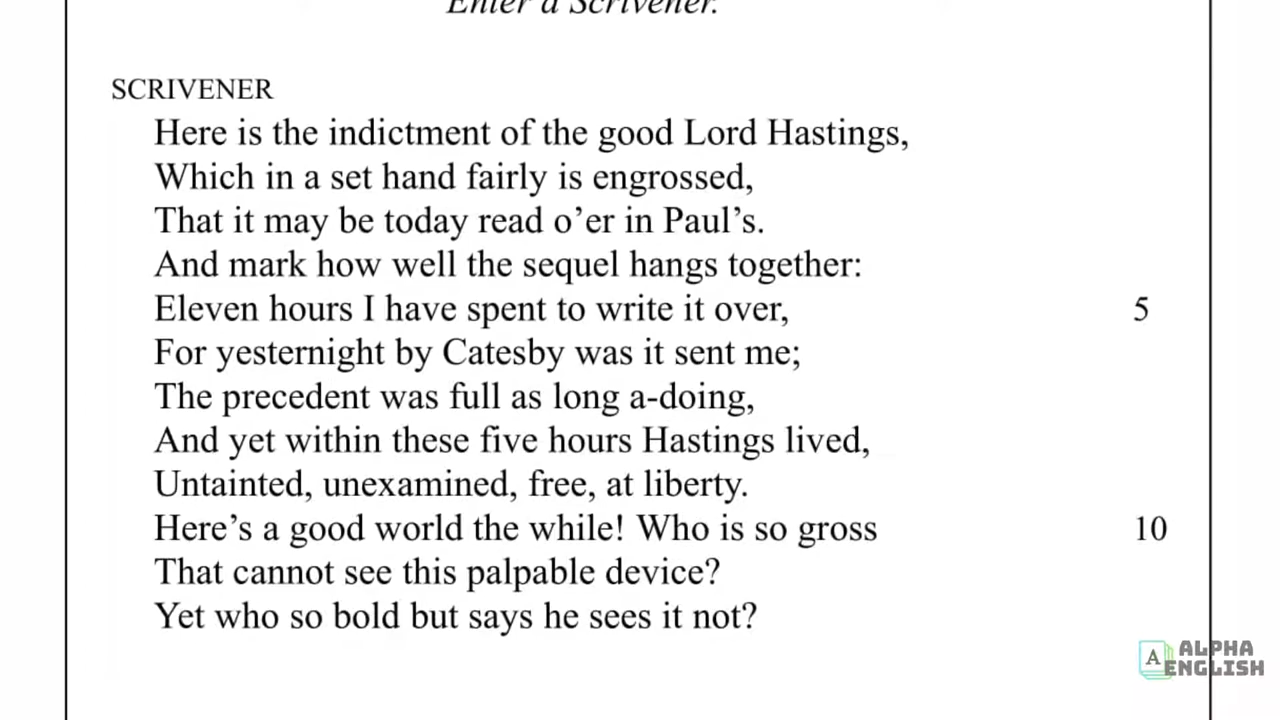 Enter a Scrivener.
SCRIVENER
Here is the indictment of the good Lord Hastings,
Which in a set hand fairly is engrossed,
That it may be today read o’er in Paul’s.
And mark how well the sequel hangs together:
Eleven hours I have spent to write it over, 5
For yesternight by Catesby was it sent me;
The precedent was full as long a-doing,
And yet within these five hours Hastings lived,
Untainted, unexamined, free, at liberty.
Here’s a good world the while! Who is so gross 10
That cannot see this palpable device?
Yet who so bold but says he sees it not?
A ALPHA
ENGLISH